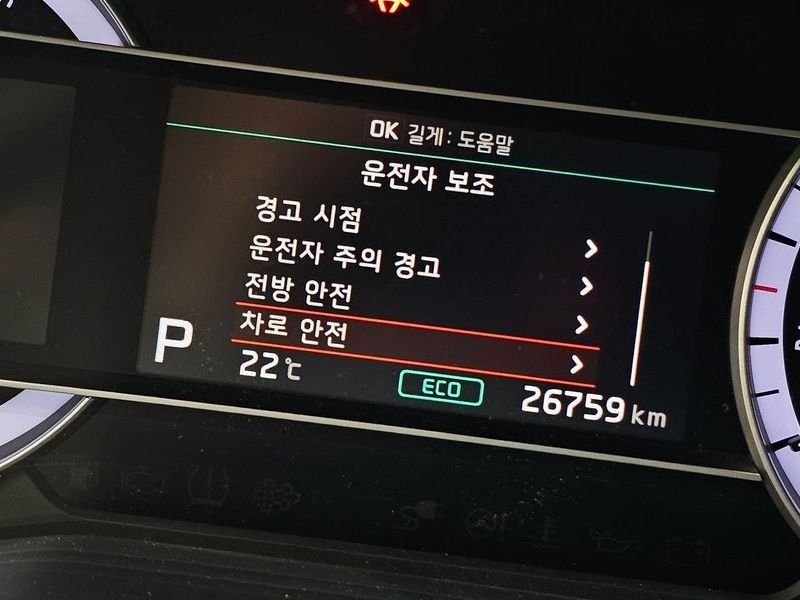 OK 길게 : 도움말
운전자 보조
경고 시점
운전자 주의 경고
전방 안전
차로 안전
P
22℃
ECO
26759 km